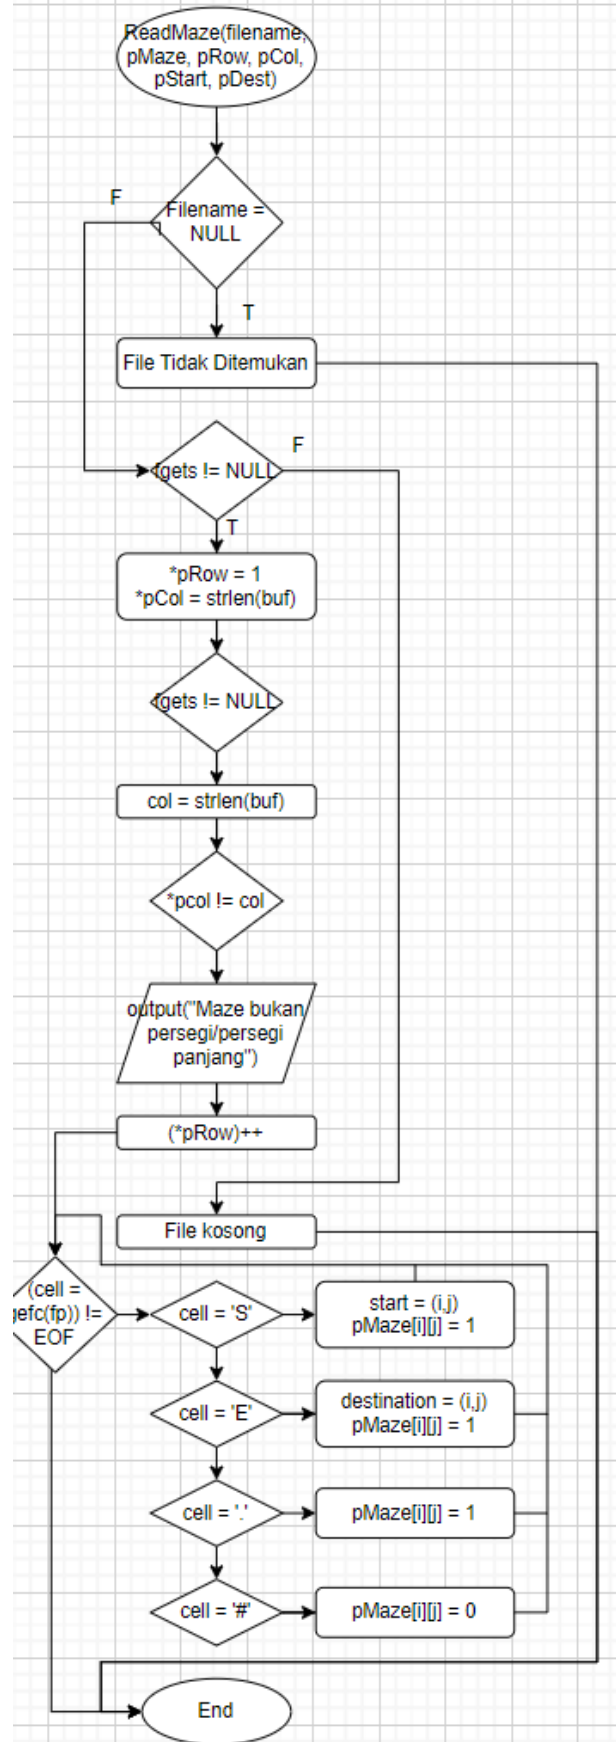 ReadMaze(filename,
pMaze, pRow, pCol,
pStart, pDest)
F
Filename =
NULL
T
File Tidak Ditemukan
F
fgets != NULL
T
*pRow = 1
*pCol = strlen(buf)
fgets != NULL
col = strlen(buf)
*pcol != col
output("Maze bukan
persegi/persegi
panjang")
(*pRow)++
File kosong
(cell =
gefc(fp)) !=
EOF
cell = 'S'
start = (i,j)
pMaze[i][j] = 1
cell = 'E'
destination = (i,j)
pMaze[i][j] = 1
cell = '.'
pMaze[i][j] = 1
cell = '#'
pMaze[i][j] = 0
End